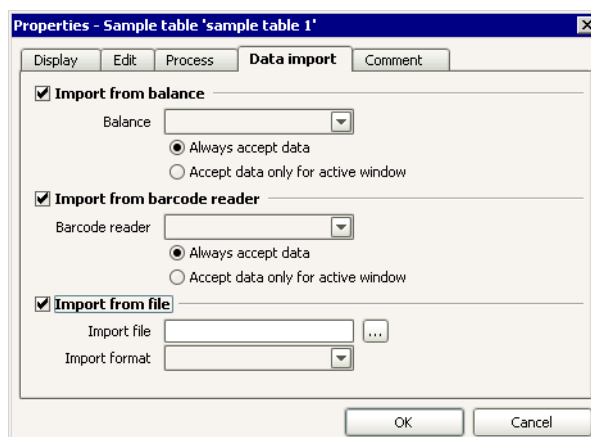 Properties - Sample table 'sample table 1'
Display Edit Process Data import Comment
Import from balance
Balance
Always accept data
Accept data only for active window
Import from barcode reader
Barcode reader
Always accept data
Accept data only for active window
Import from file
Import file ...
Import format
OK Cancel